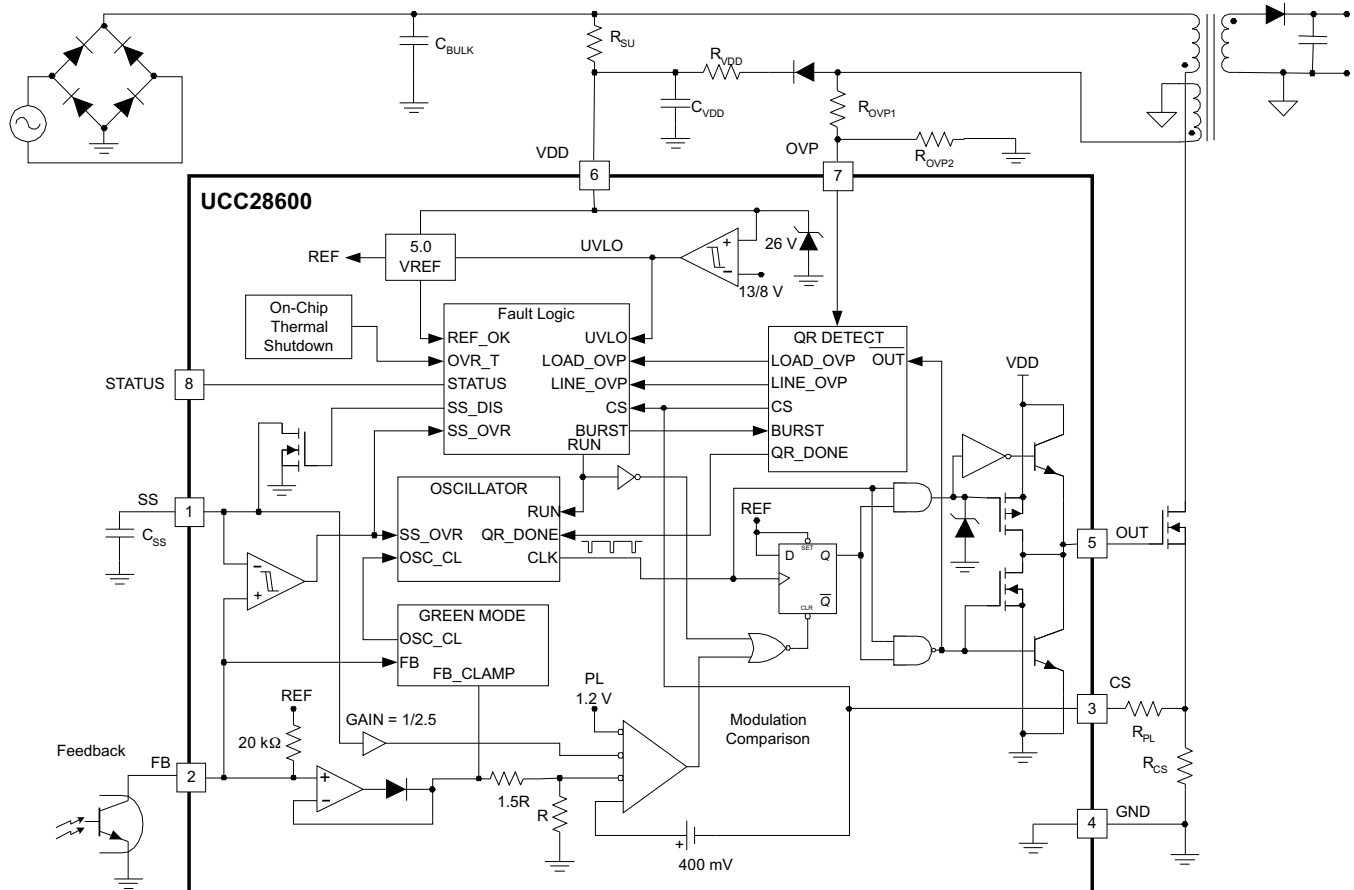 C_BULK
R_SU
R_VDD
C_VDD
R_OVP1
R_OVP2
VDD
OVP
6
7
UCC28600
REF
5.0
VREF
UVLO
+
−
26 V
13/8 V
On-Chip
Thermal
Shutdown
Fault Logic
REF_OK
UVLO
OVR_T
LOAD_OVP
STATUS
LINE_OVP
SS_DIS
CS
SS_OVR
BURST
RUN
QR DETECT
LOAD_OVP
OUT
LINE_OVP
CS
BURST
QR_DONE
VDD
STATUS
8
SS
1
C_SS
OSCILLATOR
RUN
SS_OVR
QR_DONE
OSC_CL
CLK
−
+
REF
SET
D
Q
Q
CLR
5
OUT
GREEN MODE
OSC_CL
FB
FB_CLAMP
REF
20 kΩ
GAIN = 1/2.5
PL
1.2 V
Modulation
Comparison
CS
3
R_PL
R_CS
Feedback
FB
2
+
−
1.5R
R
+
400 mV
4
GND